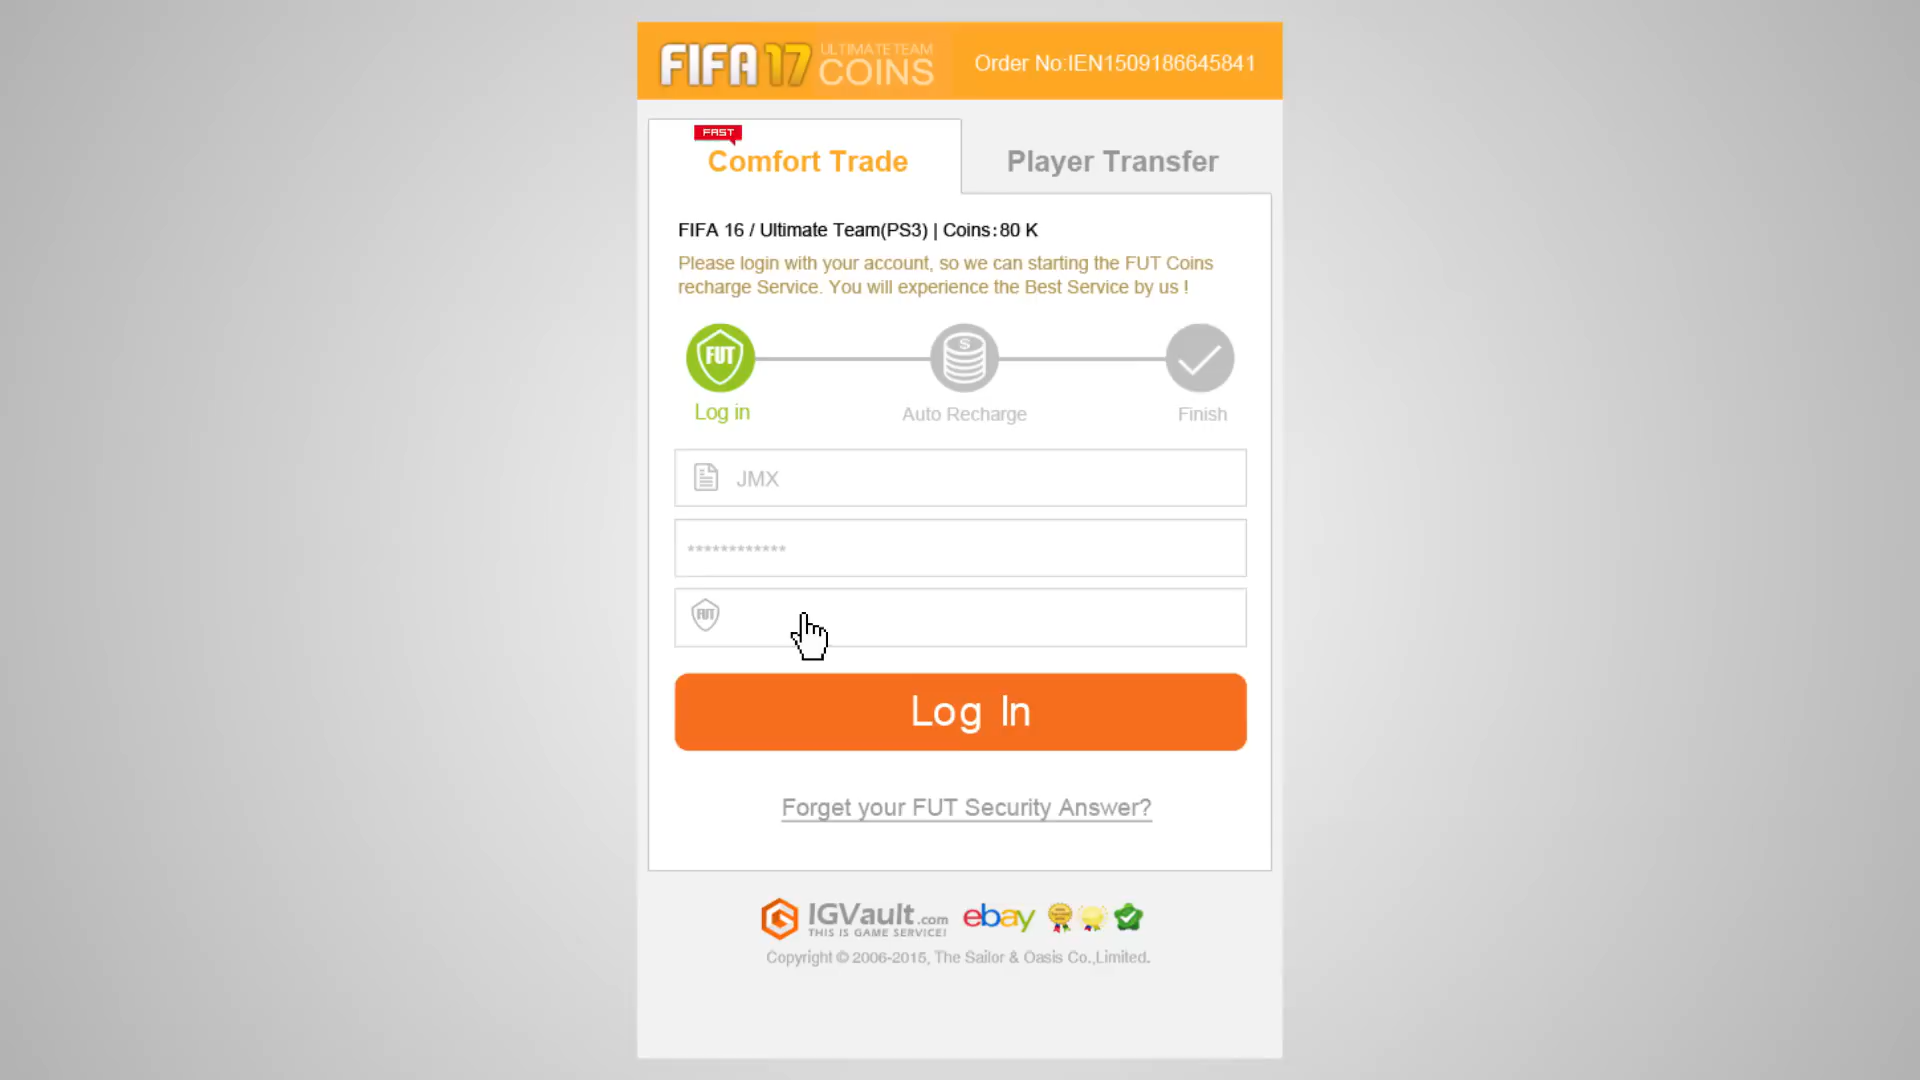 FIFA 17 ULTIMATE TEAM COINS
Order No:IEN1509186645841
FAST
Comfort Trade
Player Transfer
FIFA 16 / Ultimate Team(PS3) | Coins:80 K
Please login with your account, so we can starting the FUT Coins
recharge Service. You will experience the Best Service by us !
FUT
$
Log in
Auto Recharge
Finish
JMX
************
FUT
Log In
Forget your FUT Security Answer?
IGVault.com
THIS IS GAME SERVICE!
ebay
Copyright © 2006-2015, The Sailor & Oasis Co.,Limited.